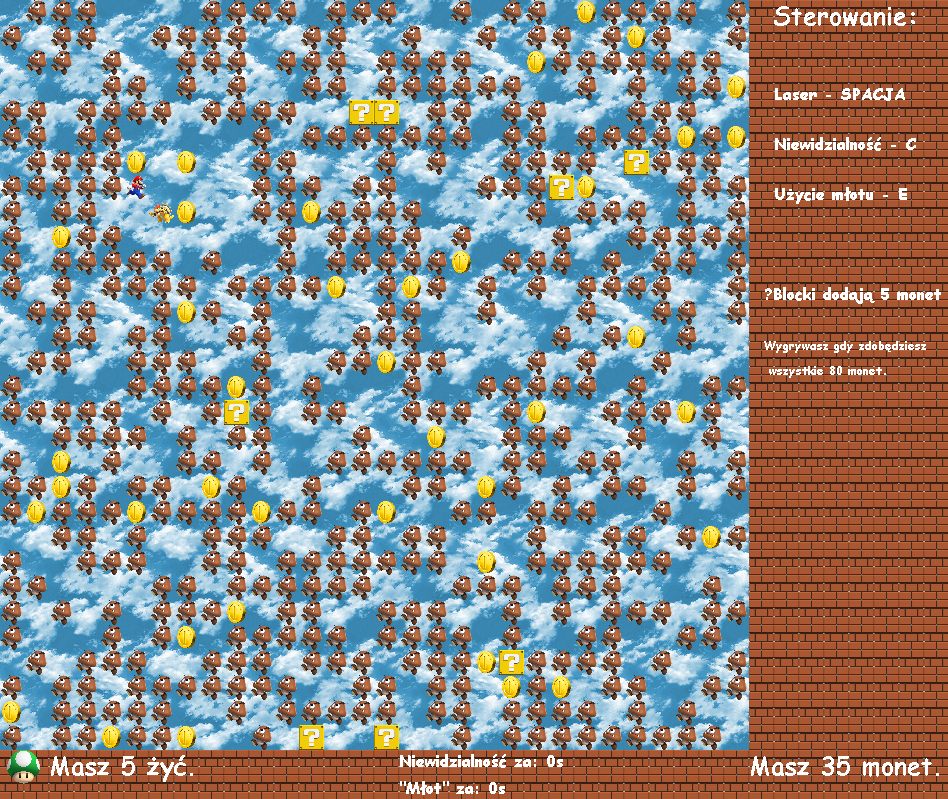 Sterowanie:
? ?
Laser - SPACJA
Niewidzialność - C
?
?
Użycie młotu - E
?Blocki dodają 5 monet
Wygrywasz gdy zdobędziesz
wszystkie 80 monet.
?
?
? ?
Masz 5 żyć.
Niewidzialność za: 0s
"Młot" za: 0s
Masz 35 monet.